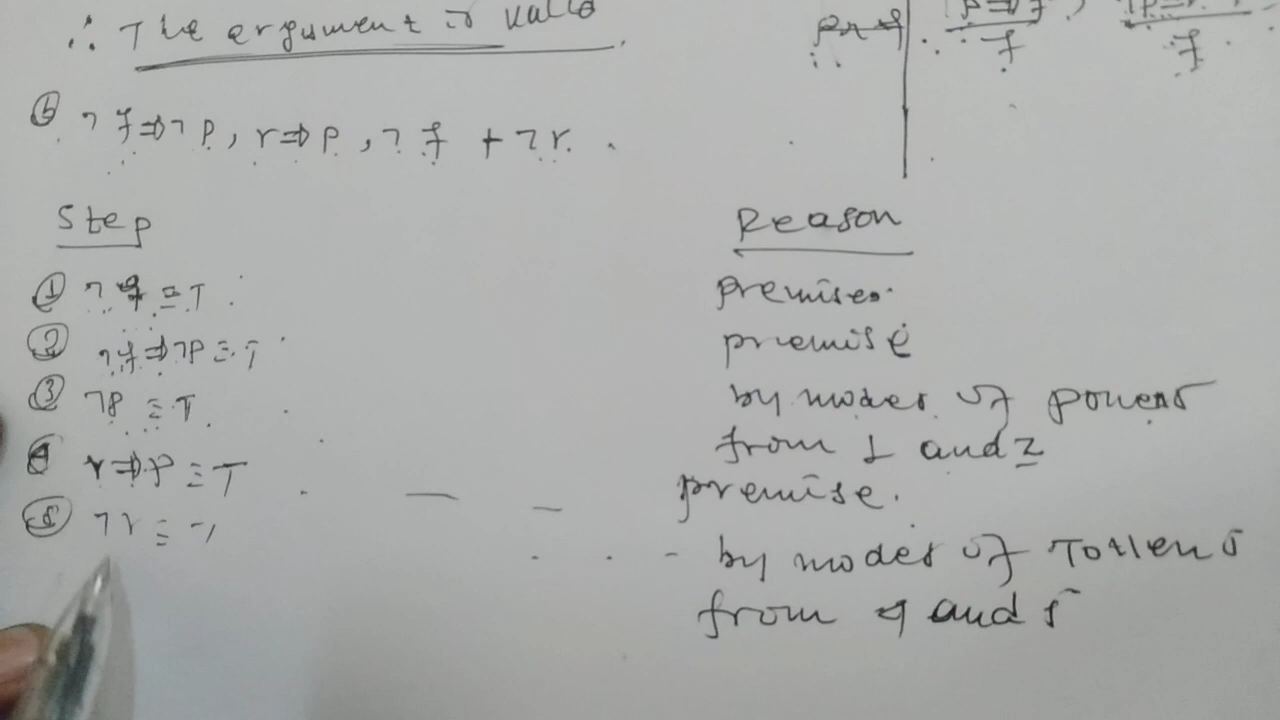 ∴ The argument is valid.
ⓑ ¬q⇒¬p, r⇒p, ¬q ⊢ ¬r.
Step Reason
① ¬q ≡ T premises.
② ¬q⇒¬p ≡ T premise
③ ¬p ≡ T by modes of ponens
from 1 and 2
④ r⇒p ≡ T premise.
⑤ ¬r ≡ T by modes of Tollens
from 4 and 5